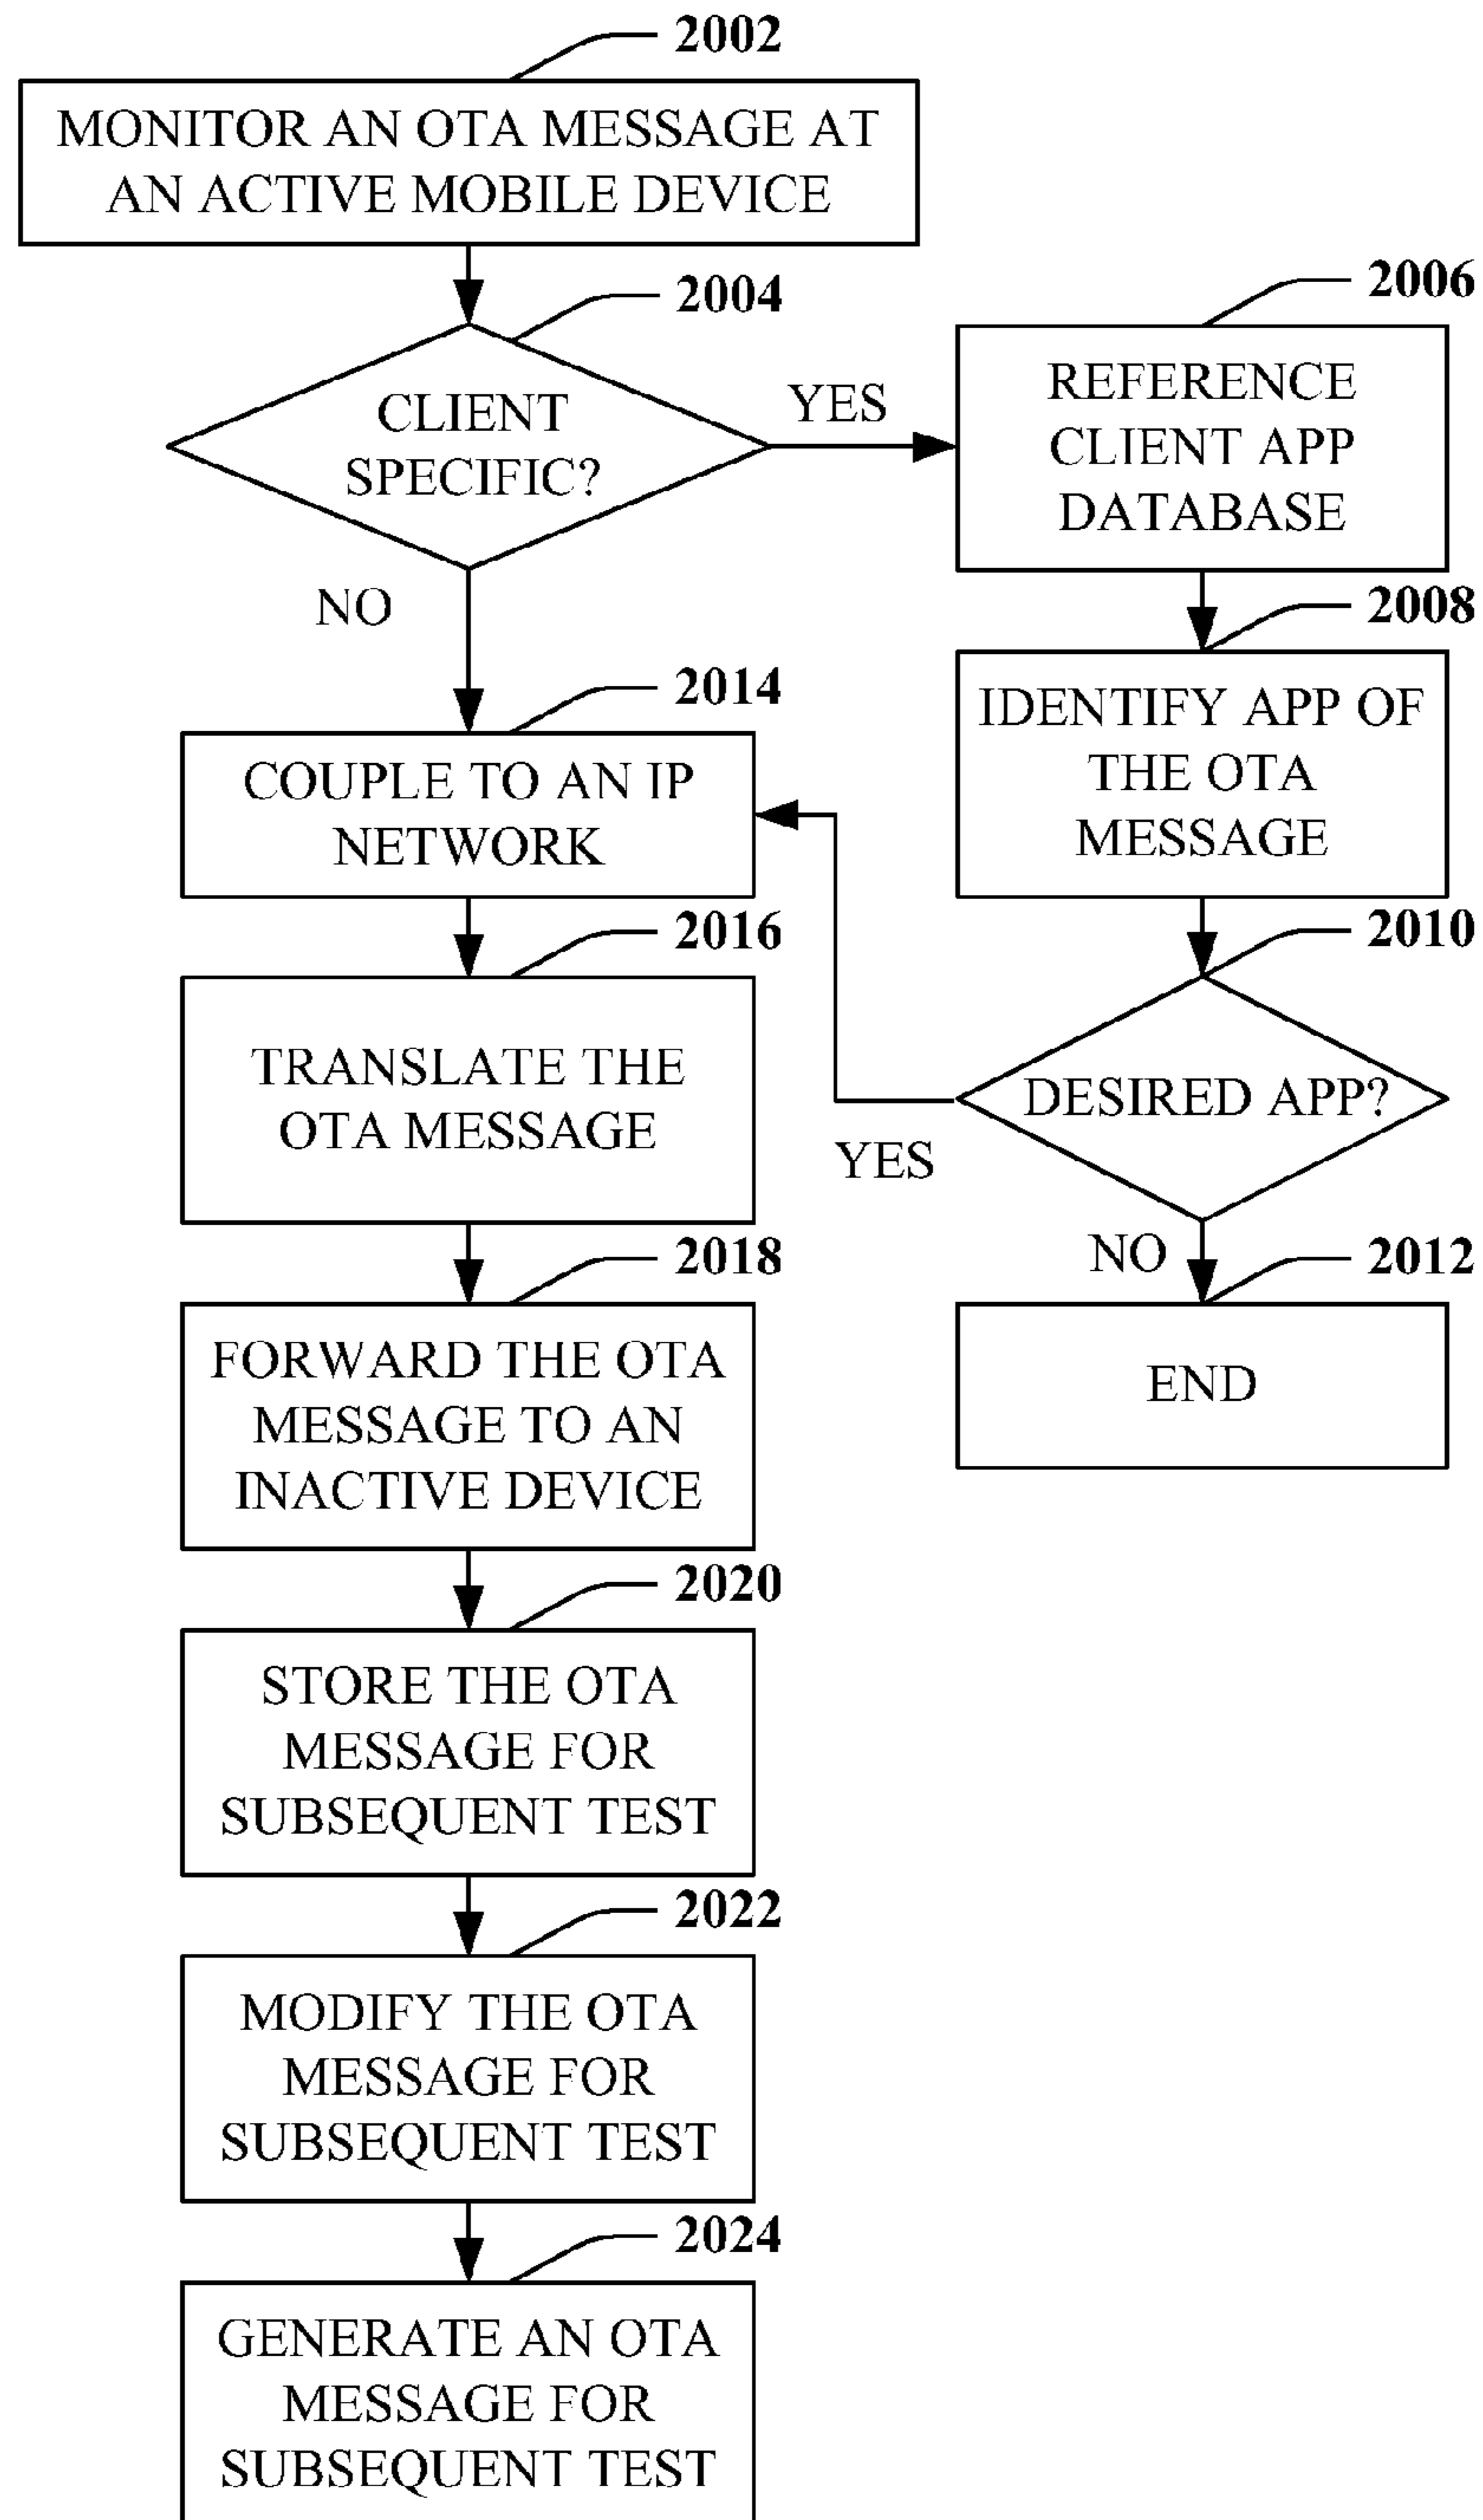 2002
MONITOR AN OTA MESSAGE AT
AN ACTIVE MOBILE DEVICE
2004
CLIENT
SPECIFIC?
YES
NO
2006
REFERENCE
CLIENT APP
DATABASE
2008
IDENTIFY APP OF
THE OTA
MESSAGE
2010
DESIRED APP?
YES
NO
2012
END
2014
COUPLE TO AN IP
NETWORK
2016
TRANSLATE THE
OTA MESSAGE
2018
FORWARD THE OTA
MESSAGE TO AN
INACTIVE DEVICE
2020
STORE THE OTA
MESSAGE FOR
SUBSEQUENT TEST
2022
MODIFY THE OTA
MESSAGE FOR
SUBSEQUENT TEST
2024
GENERATE AN OTA
MESSAGE FOR
SUBSEQUENT TEST